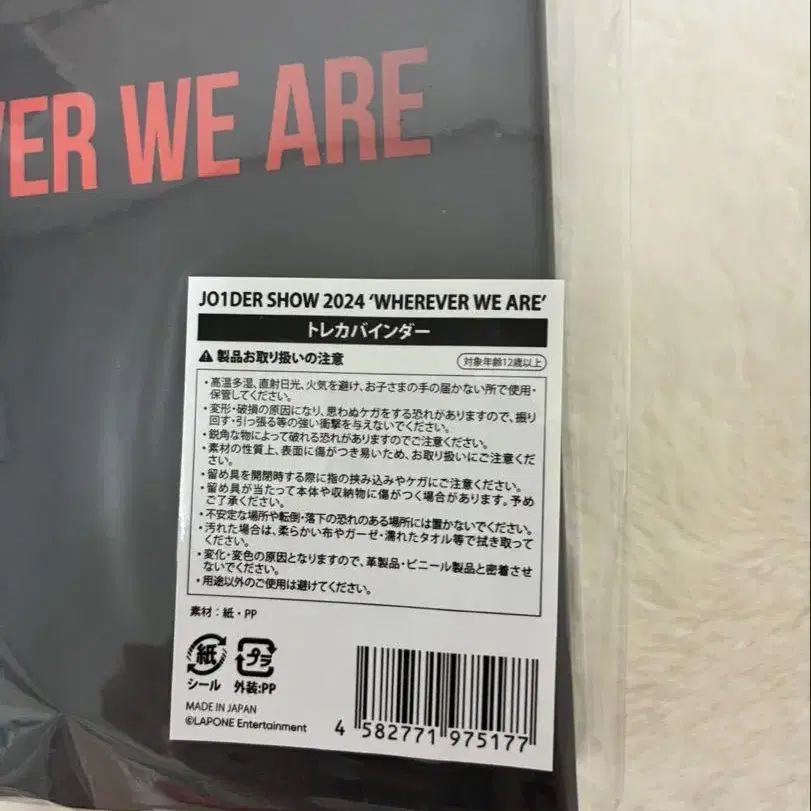 VER WE ARE
JO1DER SHOW 2024 ‘WHEREVER WE ARE’
トレカバインダー
製品お取り扱いの注意
対象年齢12歳以上
・高温多湿、直射日光、火気を避け、お子さまの手の届かない所で使用・
保管してください。
・変形・破損の原因になり、思わぬケガをする恐れがありますので、振り
回す・引っ張る等の強い衝撃を与えないでください。
・鋭角な物によって破れる恐れがありますのでご注意ください。
・素材の性質上、表面に傷がつき易いため、お取り扱いにご注意くだ
さい。
・留め具を開閉時する際に指の挟み込みやケガにご注意ください。
・留め具が当たって本体や収納物に傷がつく場合があります。予め
ご了承ください。
・不安定な場所や転倒・落下の恐れのある場所には置かないでください。
・汚れた場合は、柔らかい布やガーゼ・濡れたタオル等で拭き取って
ください。
・変化・変色の原因となりますので、革製品・ビニール製品と密着させ
ないでください。
・用途以外のご使用は避けてください。
素材：紙・PP
紙 プラ
シール 外装:PP
MADE IN JAPAN
©LAPONE Entertainment
4 582771 975177